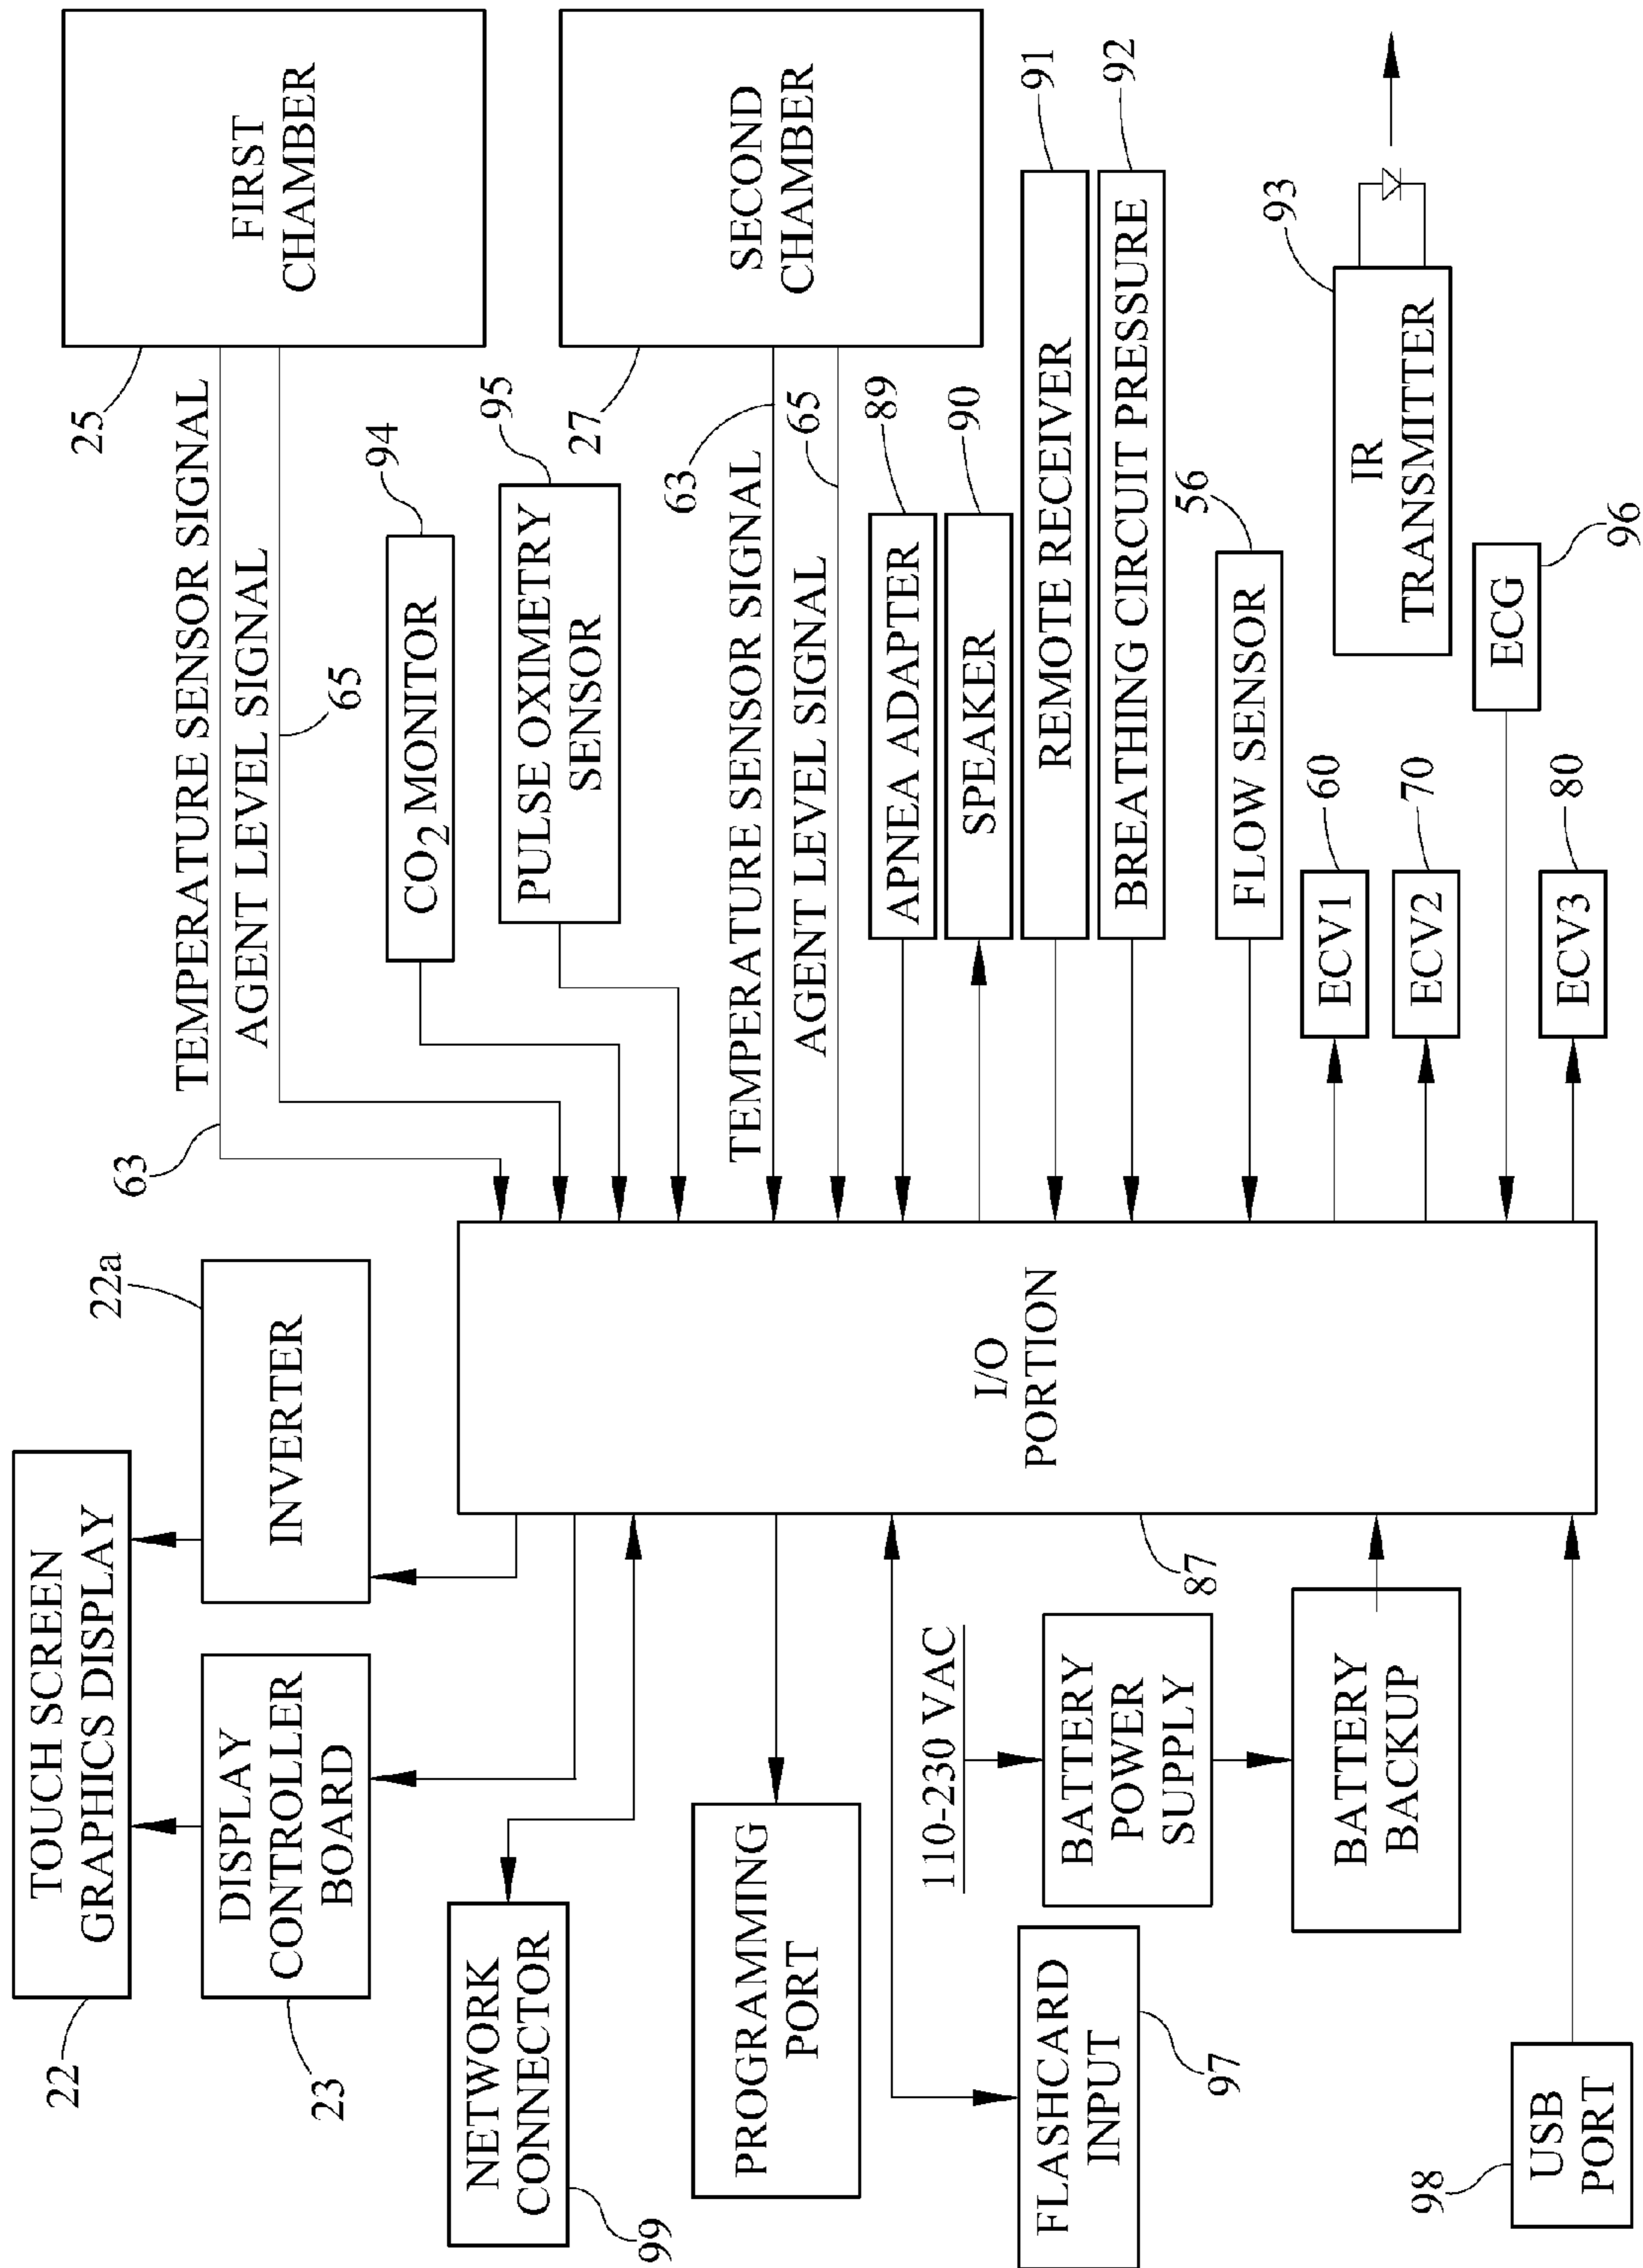 TOUCH SCREEN
GRAPHICS DISPLAY
22
DISPLAY
CONTROLLER
BOARD
23
INVERTER
22a
NETWORK
CONNECTOR
99
PROGRAMMING
PORT
FLASHCARD
INPUT
97
110-230 VAC
BATTERY
POWER
SUPPLY
BATTERY
BACKUP
USB
PORT
98
I/O
PORTION
87
TEMPERATURE SENSOR SIGNAL
63
AGENT LEVEL SIGNAL
65
FIRST
CHAMBER
25
CO2 MONITOR
94
PULSE OXIMETRY
SENSOR
95
TEMPERATURE SENSOR SIGNAL
63
AGENT LEVEL SIGNAL
65
SECOND
CHAMBER
27
APNEA ADAPTER
89
SPEAKER
90
REMOTE RECEIVER
91
BREATHING CIRCUIT PRESSURE
92
FLOW SENSOR
56
ECV1
60
ECV2
70
ECV3
80
IR
TRANSMITTER
93
ECG
96